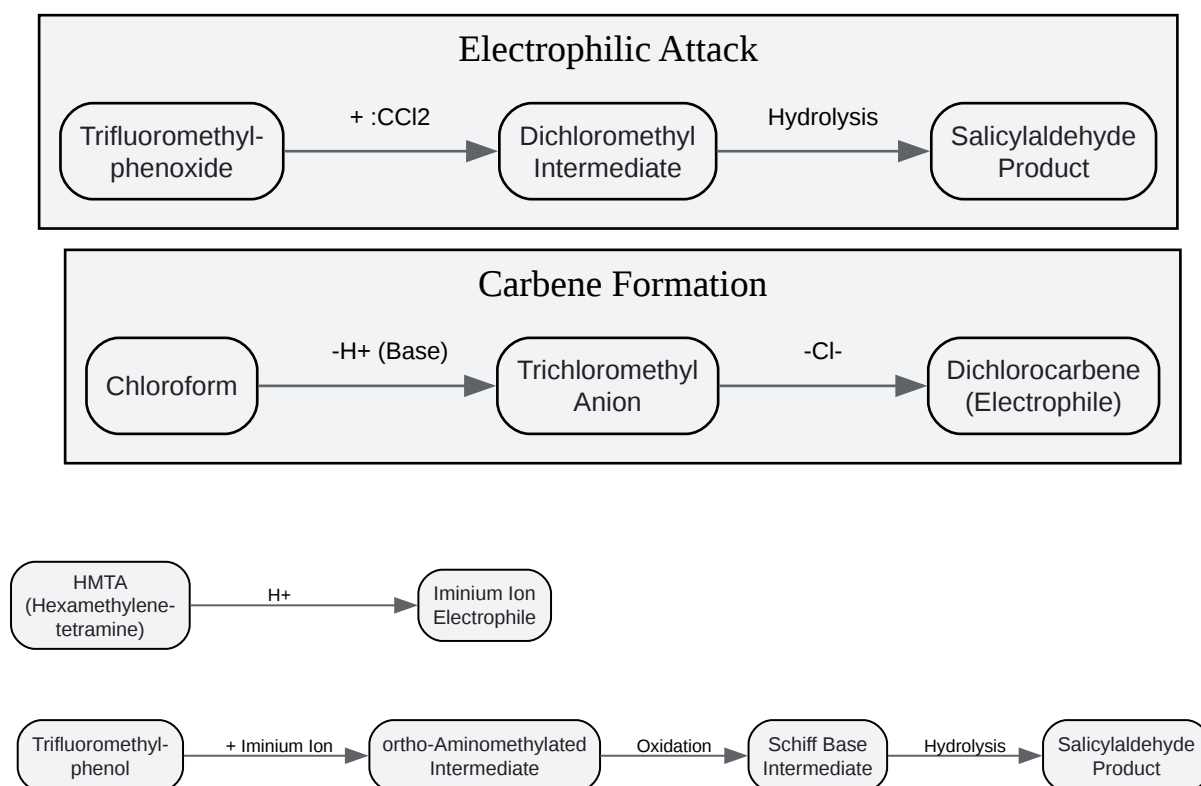 Electrophilic Attack
+ :CCl2
Hydrolysis
Trifluoromethyl-
phenoxide
Dichloromethyl
Intermediate
Salicylaldehyde
Product
Carbene Formation
-H+ (Base)
-Cl-
Chloroform
Trichloromethyl
Anion
Dichlorocarbene
(Electrophile)
HMTA
(Hexamethylene-
tetramine)
H+
Iminium Ion
Electrophile
Trifluoromethyl-
phenol
+ Iminium Ion
ortho-Aminomethylated
Intermediate
Oxidation
Schiff Base
Intermediate
Hydrolysis
Salicylaldehyde
Product